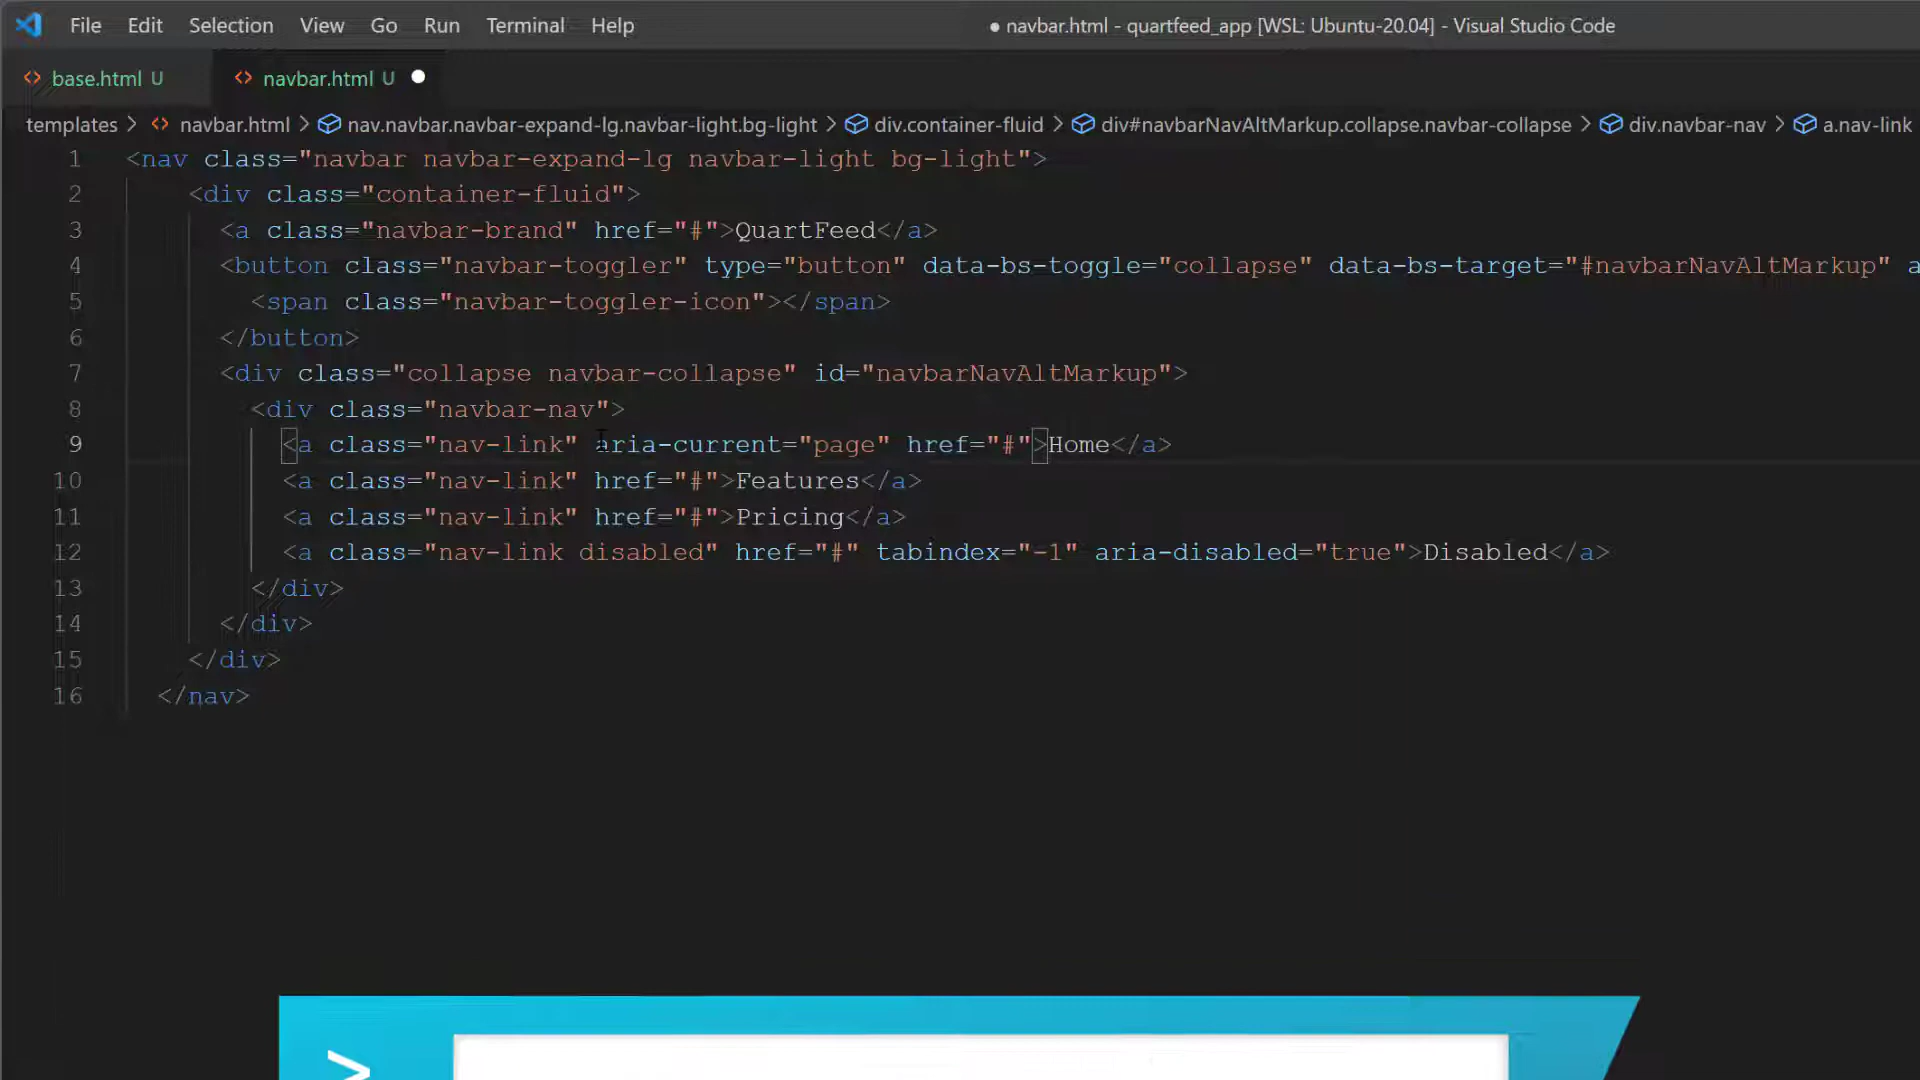 File Edit Selection View Go Run Terminal Help ● navbar.html - quartfeed_app [WSL: Ubuntu-20.04] - Visual Studio Code
<> base.html U <> navbar.html U ●
templates > <> navbar.html > nav.navbar.navbar-expand-lg.navbar-light.bg-light > div.container-fluid > div#navbarNavAltMarkup.collapse.navbar-collapse > div.navbar-nav > a.nav-link
1 <nav class="navbar navbar-expand-lg navbar-light bg-light">
2 <div class="container-fluid">
3 <a class="navbar-brand" href="#">QuartFeed</a>
4 <button class="navbar-toggler" type="button" data-bs-toggle="collapse" data-bs-target="#navbarNavAltMarkup" a
5 <span class="navbar-toggler-icon"></span>
6 </button>
7 <div class="collapse navbar-collapse" id="navbarNavAltMarkup">
8 <div class="navbar-nav">
9 <a class="nav-link" aria-current="page" href="#">Home</a>
10 <a class="nav-link" href="#">Features</a>
11 <a class="nav-link" href="#">Pricing</a>
12 <a class="nav-link disabled" href="#" tabindex="-1" aria-disabled="true">Disabled</a>
13 </div>
14 </div>
15 </div>
16 </nav>
>